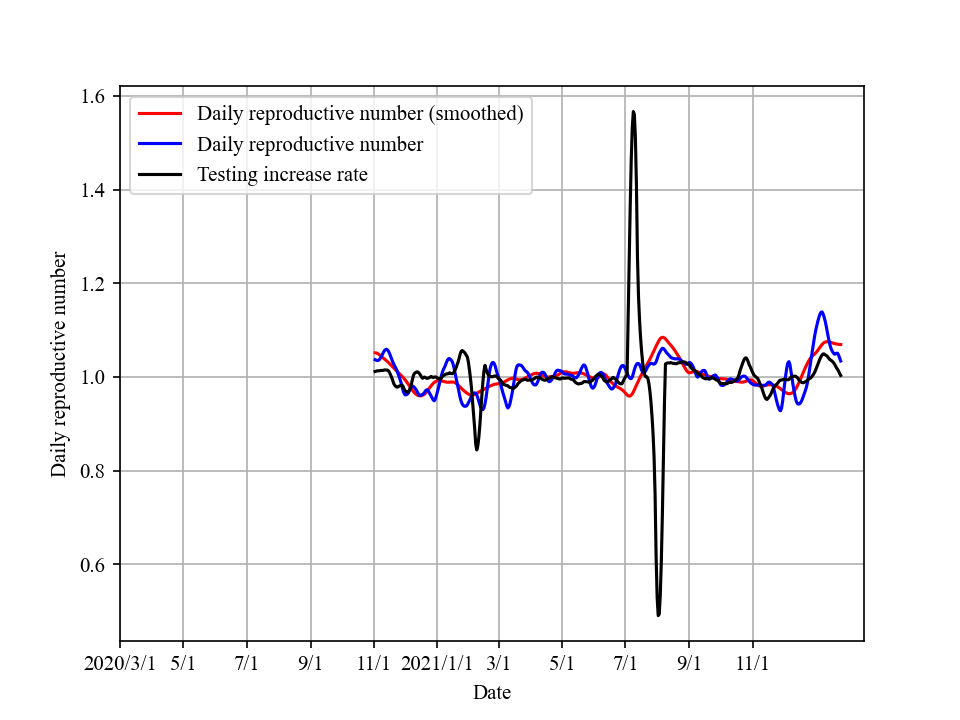 1.6
1.4
1.2
1.0
0.8
0.6
Daily reproductive number
Daily reproductive number (smoothed)
Daily reproductive number
Testing increase rate
2020/3/1 5/1 7/1 9/1 11/1 2021/1/1 3/1 5/1 7/1 9/1 11/1
Date